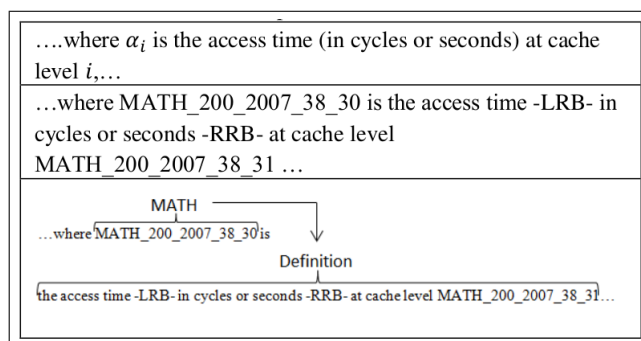 ….where α_i is the access time (in cycles or seconds) at cache
level i,…
…where MATH_200_2007_38_30 is the access time -LRB- in
cycles or seconds -RRB- at cache level
MATH_200_2007_38_31 …
MATH
…where MATH_200_2007_38_30 is
Definition
the access time -LRB- in cycles or seconds -RRB- at cache level MATH_200_2007_38_31…